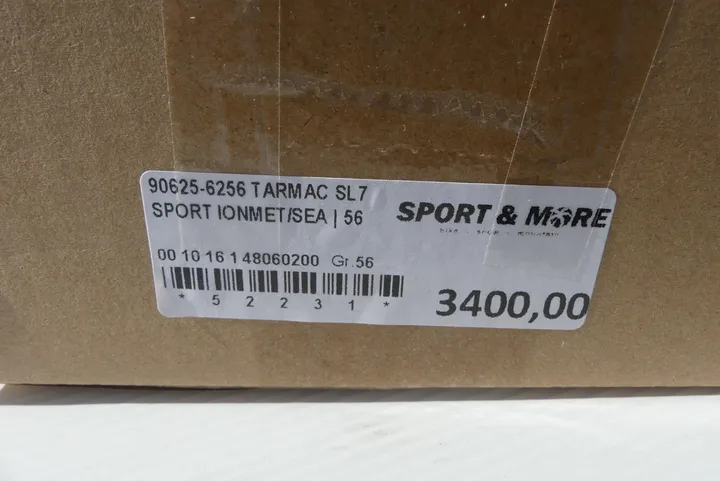 90625-6256 TARMAC SL7
SPORT IONMET/SEA | 56
SPORT & MORE
00 10 16 1 48060200 Gr.56
* 5 2 2 3 1 *
3400,00